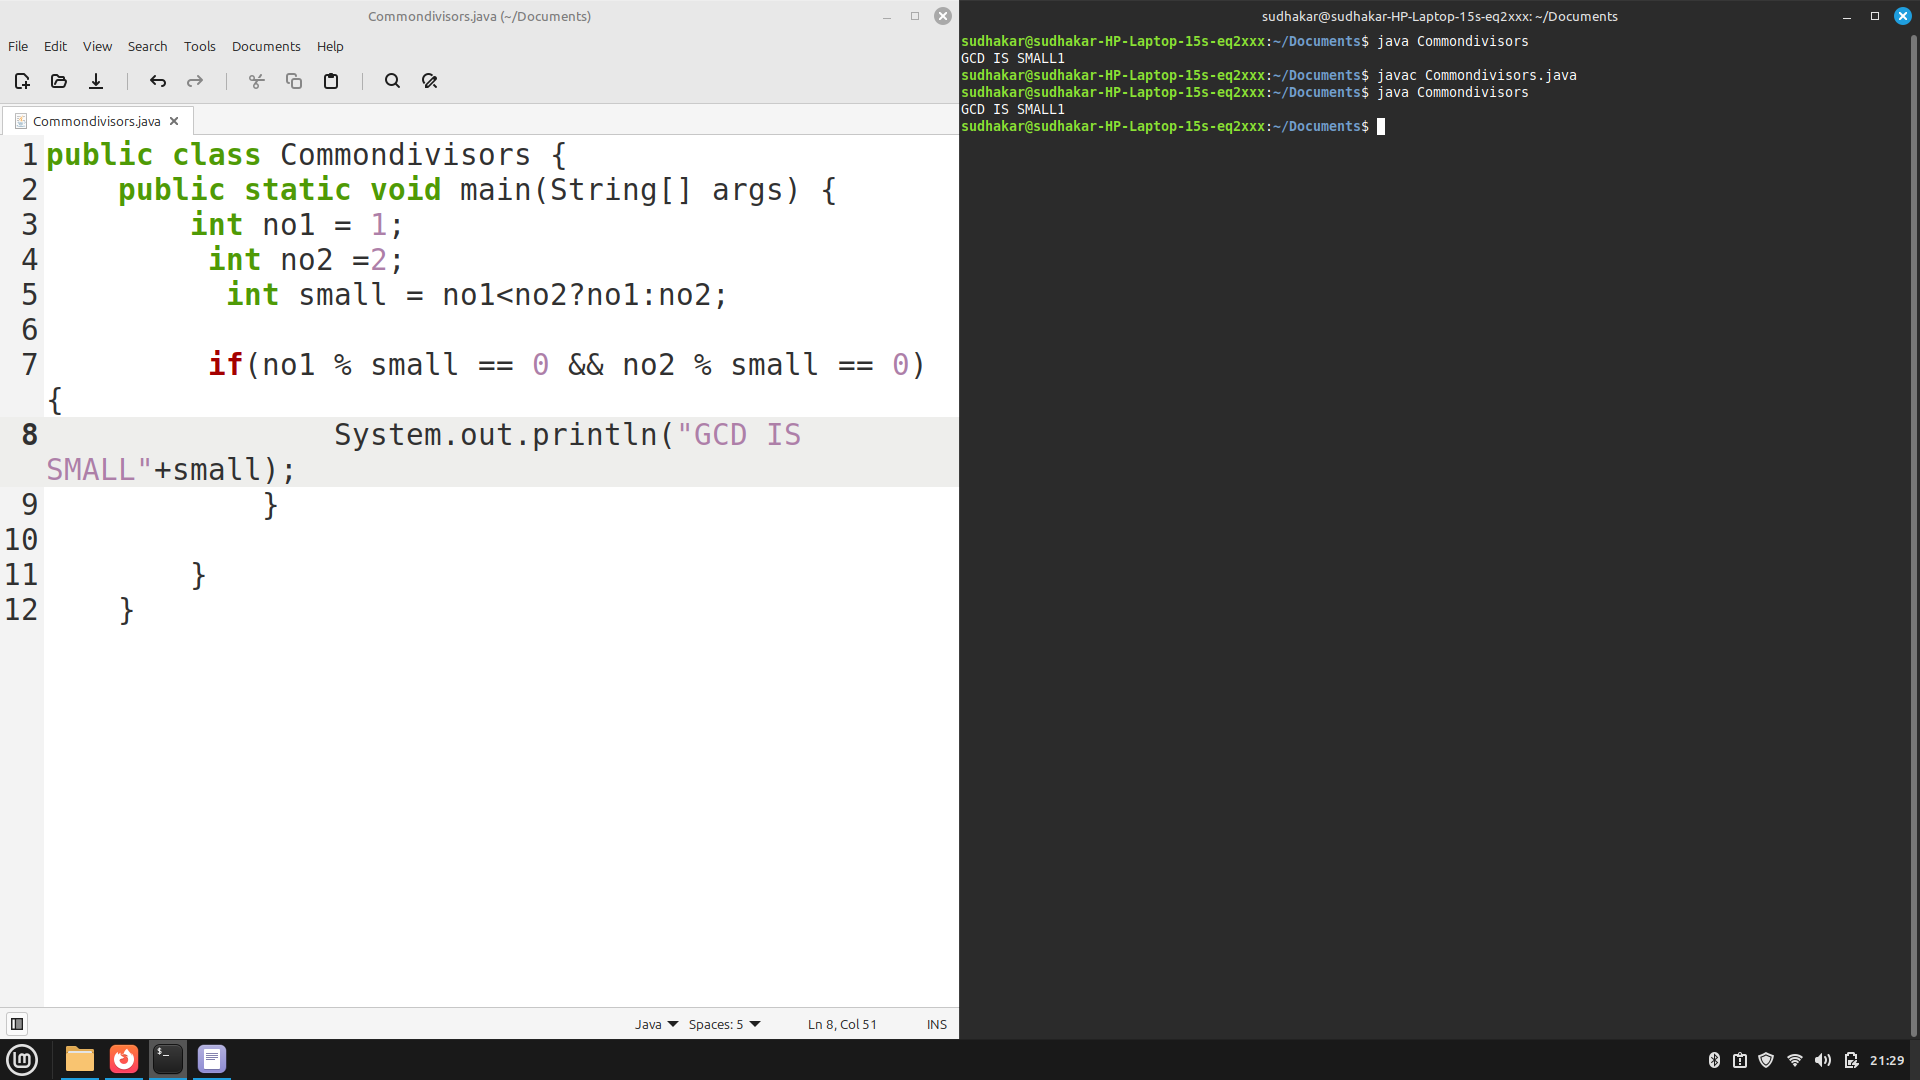 Commondivisors.java (~/Documents)
File Edit View Search Tools Documents Help
Commondivisors.java
1 public class Commondivisors {
2 public static void main(String[] args) {
3 int no1 = 1;
4 int no2 =2;
5 int small = no1<no2?no1:no2;
6
7 if(no1 % small == 0 && no2 % small == 0)
{
8 System.out.println("GCD IS
SMALL"+small);
9 }
10
11 }
12 }
Java Spaces: 5 Ln 8, Col 51 INS
sudhakar@sudhakar-HP-Laptop-15s-eq2xxx: ~/Documents
sudhakar@sudhakar-HP-Laptop-15s-eq2xxx:~/Documents$ java Commondivisors
GCD IS SMALL1
sudhakar@sudhakar-HP-Laptop-15s-eq2xxx:~/Documents$ javac Commondivisors.java
sudhakar@sudhakar-HP-Laptop-15s-eq2xxx:~/Documents$ java Commondivisors
GCD IS SMALL1
sudhakar@sudhakar-HP-Laptop-15s-eq2xxx:~/Documents$
21:29